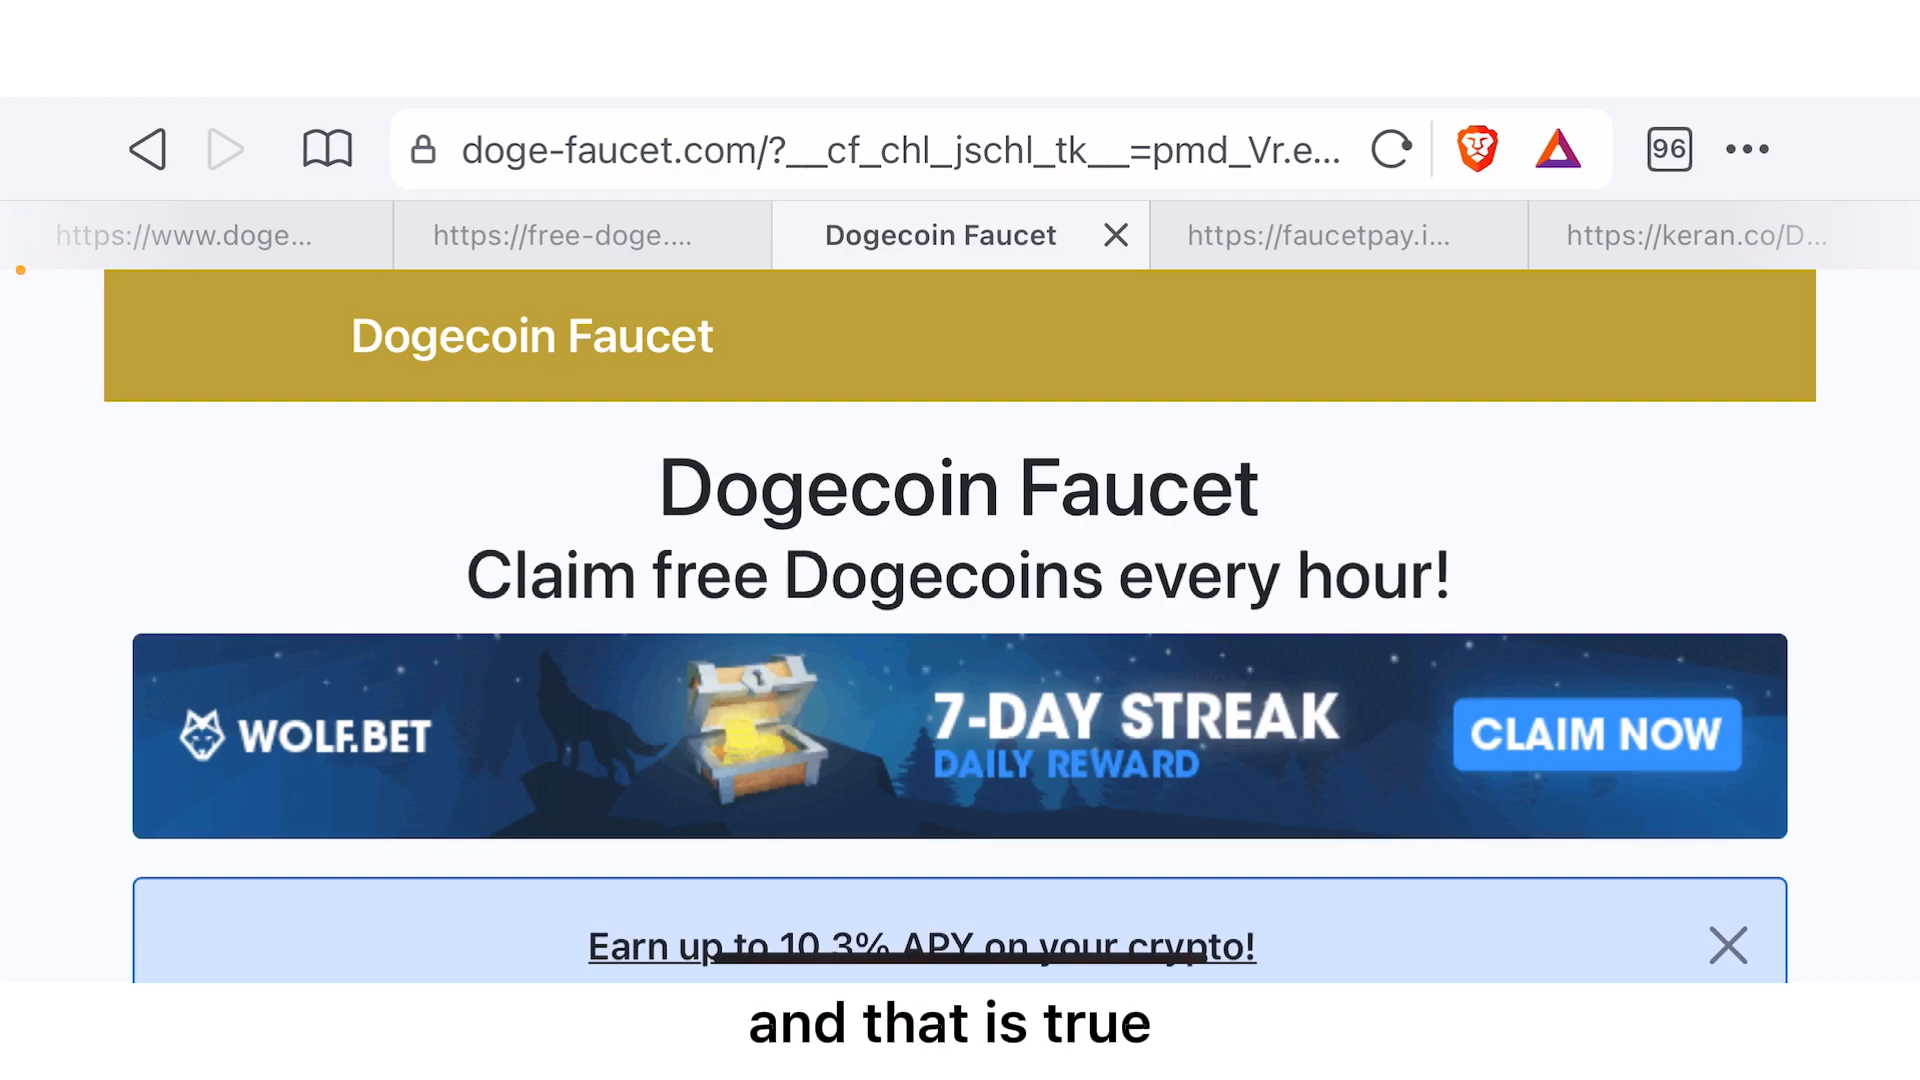 doge-faucet.com/?__cf_chl_jschl_tk__=pmd_Vr.e...
96
https://www.doge...
https://free-doge....
Dogecoin Faucet
https://faucetpay.i...
https://keran.co/D...
Dogecoin Faucet
Dogecoin Faucet
Claim free Dogecoins every hour!
WOLF.BET
7-DAY STREAK
DAILY REWARD
CLAIM NOW
Earn up to 10.3% APY on your crypto!
and that is true